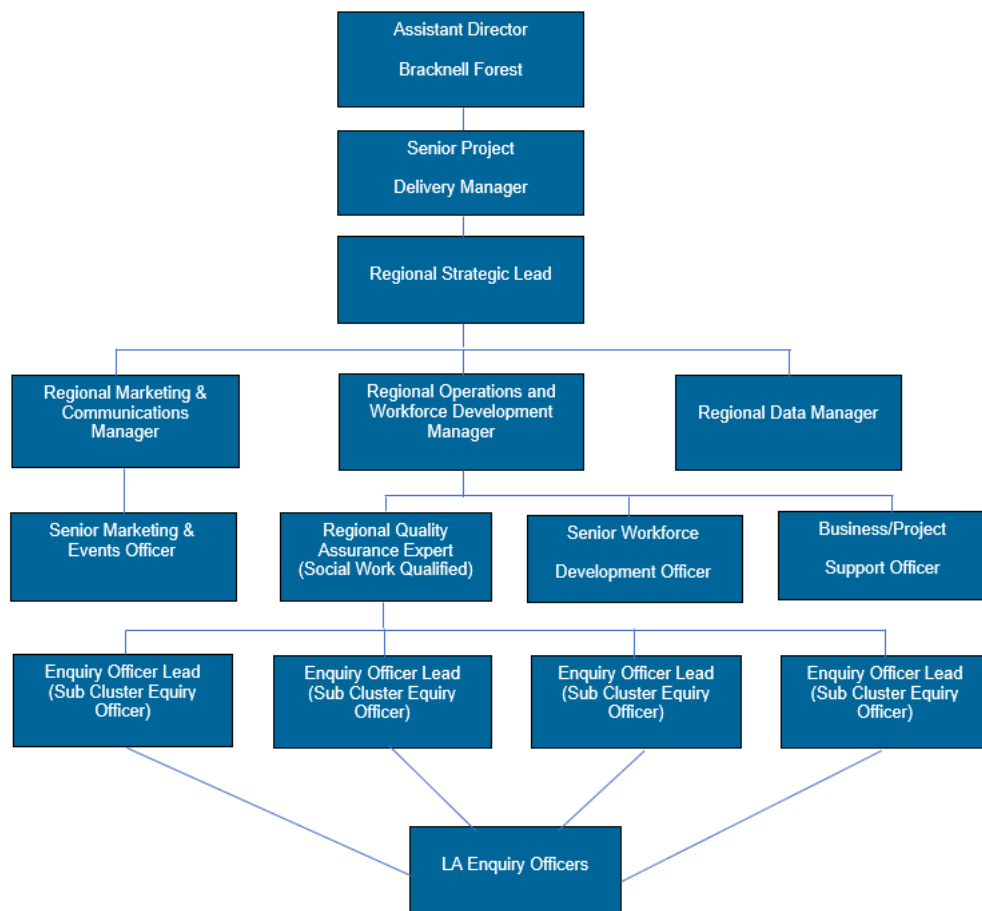 Assistant Director
Bracknell Forest
Senior Project
Delivery Manager
Regional Strategic Lead
Regional Marketing &
Communications
Manager
Regional Operations and
Workforce Development
Manager
Regional Data Manager
Senior Marketing &
Events Officer
Regional Quality
Assurance Expert
(Social Work Qualified)
Senior Workforce
Development Officer
Business/Project
Support Officer
Enquiry Officer Lead
(Sub Cluster Equiry
Officer)
Enquiry Officer Lead
(Sub Cluster Equiry
Officer)
Enquiry Officer Lead
(Sub Cluster Equiry
Officer)
Enquiry Officer Lead
(Sub Cluster Equiry
Officer)
LA Enquiry Officers